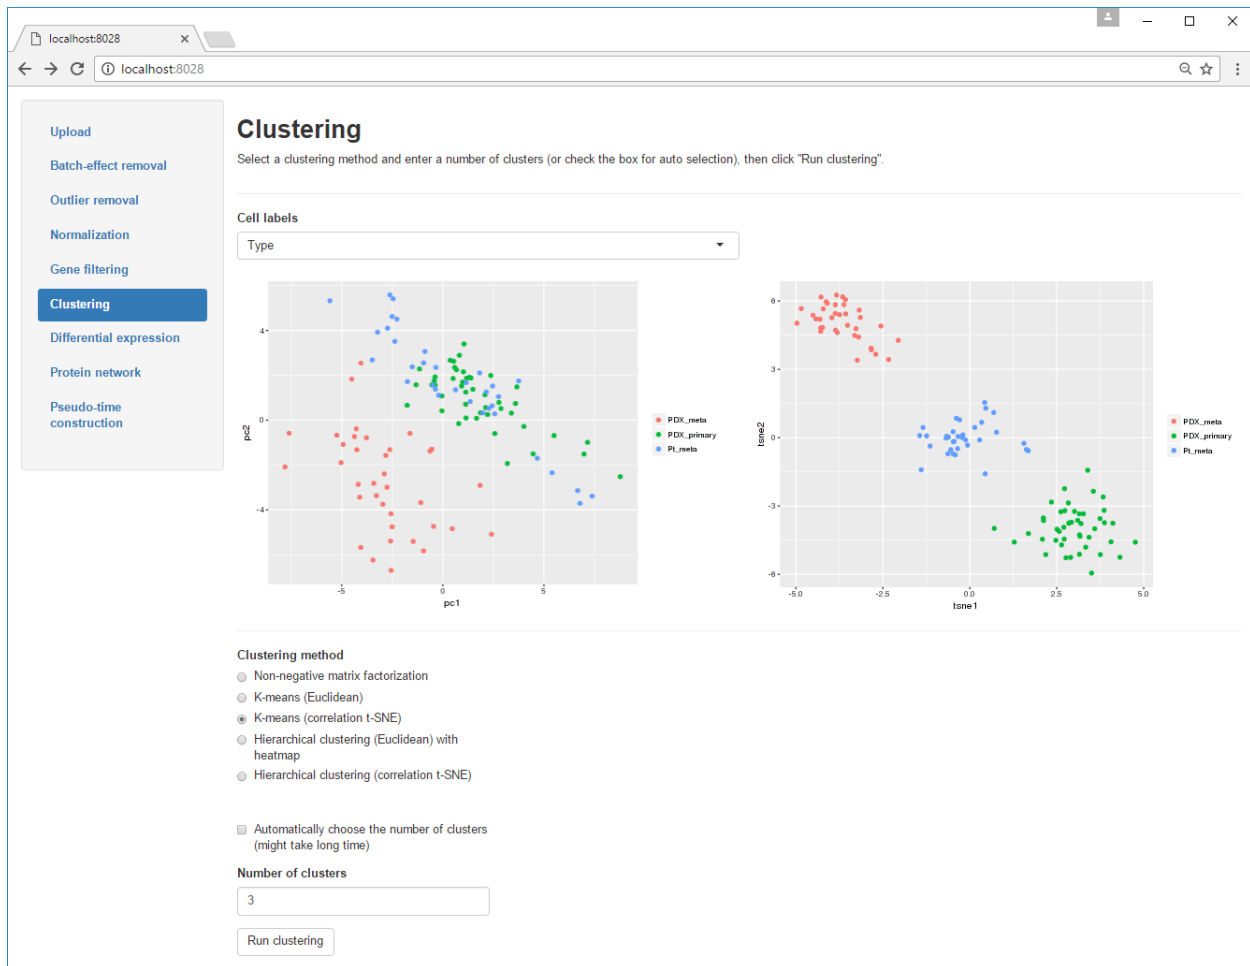 localhost:8028
localhost:8028
Upload
Batch-effect removal
Outlier removal
Normalization
Gene filtering
Clustering
Differential expression
Protein network
Pseudo-time
construction
Clustering
Select a clustering method and enter a number of clusters (or check the box for auto selection), then click "Run clustering".
Cell labels
Type
4-
0-
-4-
pc2
-5
0
5
pc1
PDX_meta
PDX_primary
Pt_meta
6-
3-
0-
-3-
-6-
tsne2
-5.0
-2.5
0.0
2.5
5.0
tsne1
PDX_meta
PDX_primary
Pt_meta
Clustering method
Non-negative matrix factorization
K-means (Euclidean)
K-means (correlation t-SNE)
Hierarchical clustering (Euclidean) with
heatmap
Hierarchical clustering (correlation t-SNE)
Automatically choose the number of clusters
(might take long time)
Number of clusters
3
Run clustering